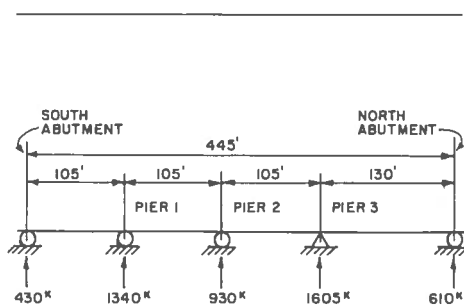 SOUTH
ABUTMENT
NORTH
ABUTMENT
445'
105' 105' 105' 130'
PIER 1 PIER 2 PIER 3
430ᴷ 1340ᴷ 930ᴷ 1605ᴷ 610ᴷ